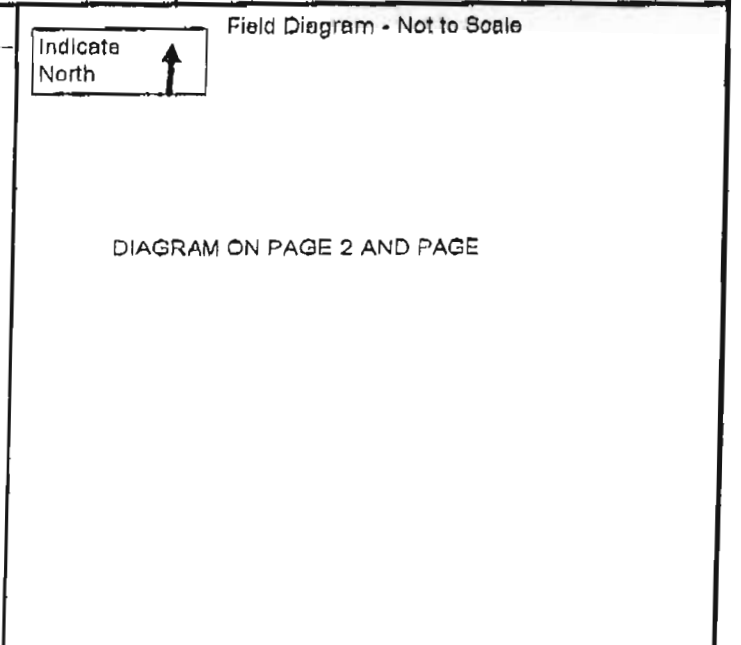 Field Diagram - Not to Scale
Indicate
North
DIAGRAM ON PAGE 2 AND PAGE